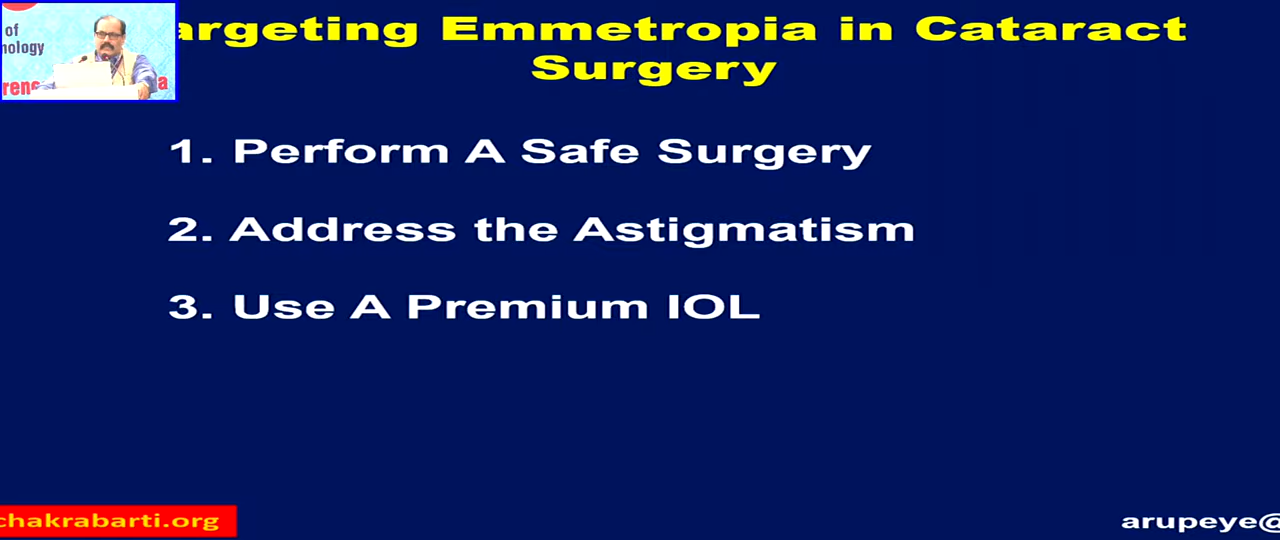 of
nology
renc
a
argeting Emmetropia in Cataract
Surgery
1. Perform A Safe Surgery
2. Address the Astigmatism
3. Use A Premium IOL
chakrabarti.org
arupeye@